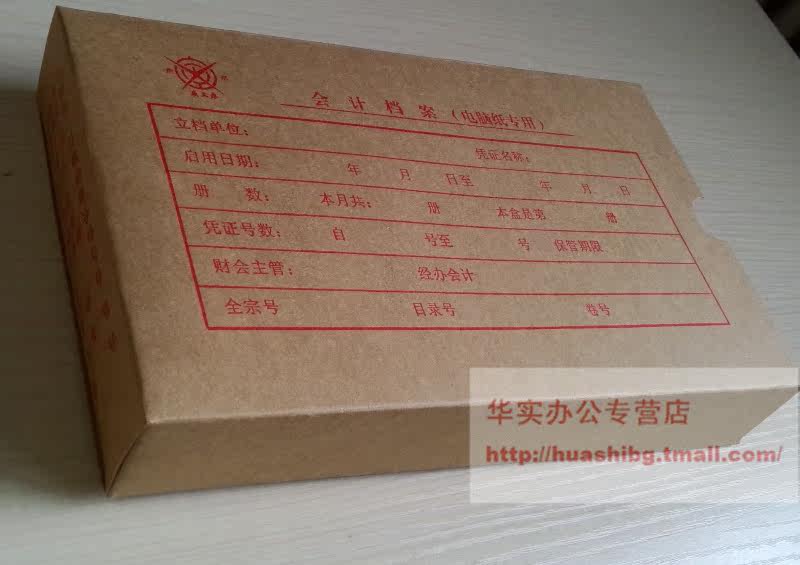 会计档案（电脑纸专用）
立档单位： 凭证名称：
启用日期： 年 月 日至 年 月 日
册 数： 本月共： 册 本盒是第 册
凭证号数： 自 号至 号 保管期限
财会主管： 经办会计
全宗号 目录号 卷号
华实办公专营店
http://huashibg.tmall.com/